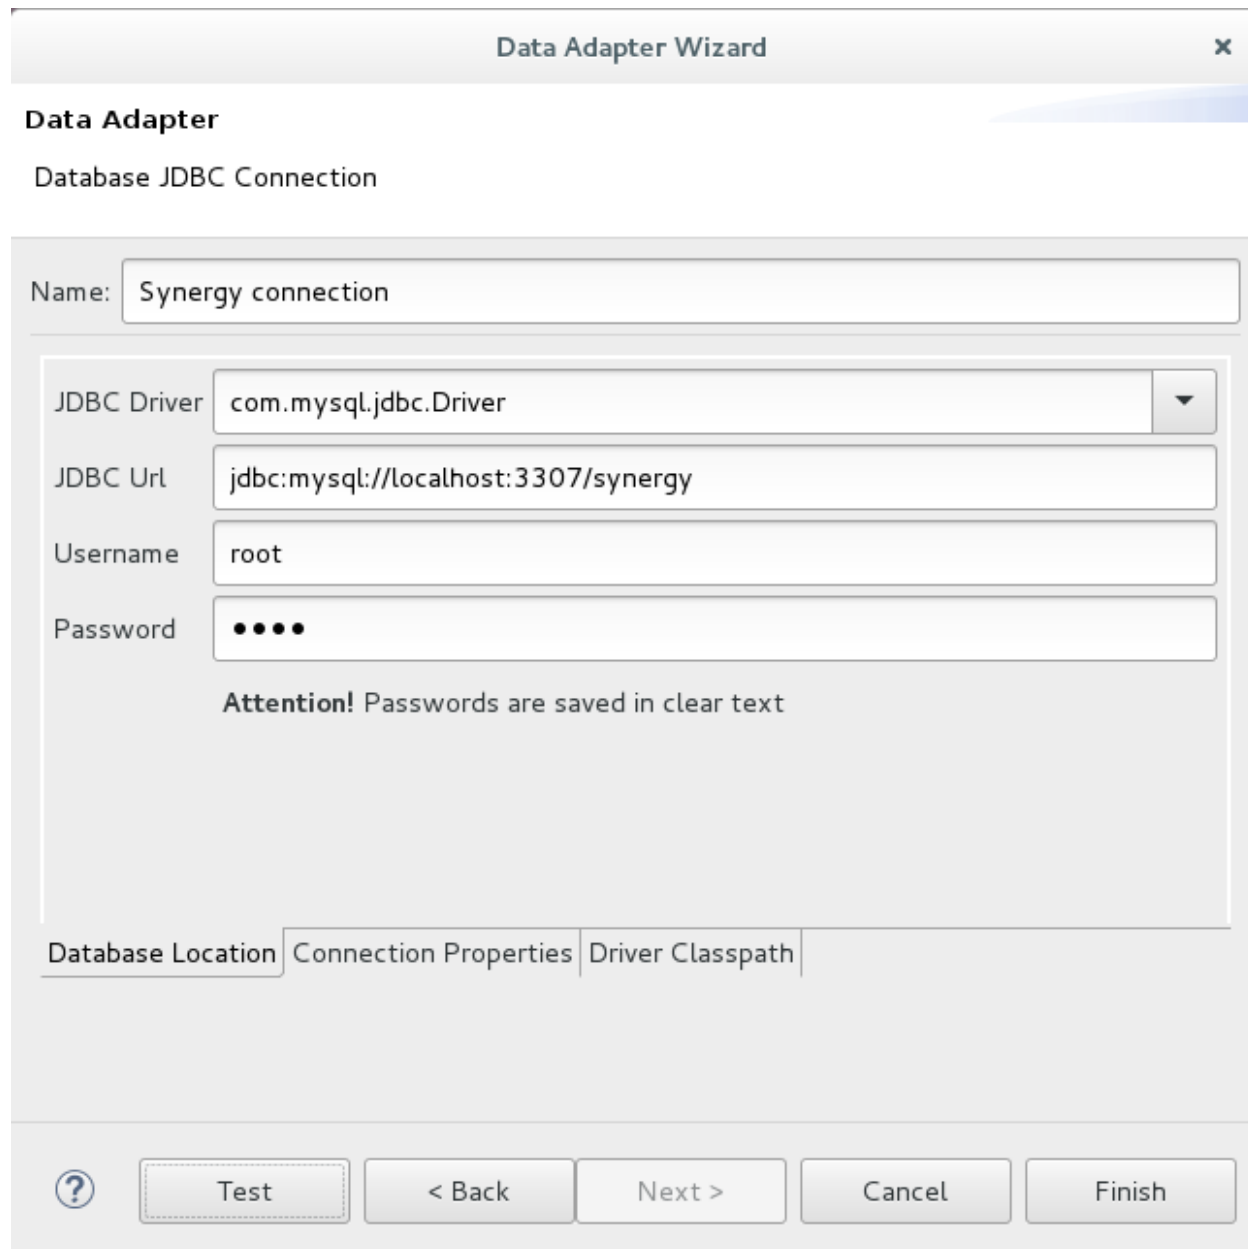 Data Adapter Wizard ×
Data Adapter
Database JDBC Connection
Name: Synergy connection
JDBC Driver com.mysql.jdbc.Driver
JDBC Url jdbc:mysql://localhost:3307/synergy
Username root
Password ●●●●
Attention! Passwords are saved in clear text
Database Location Connection Properties Driver Classpath
? Test < Back Next > Cancel Finish